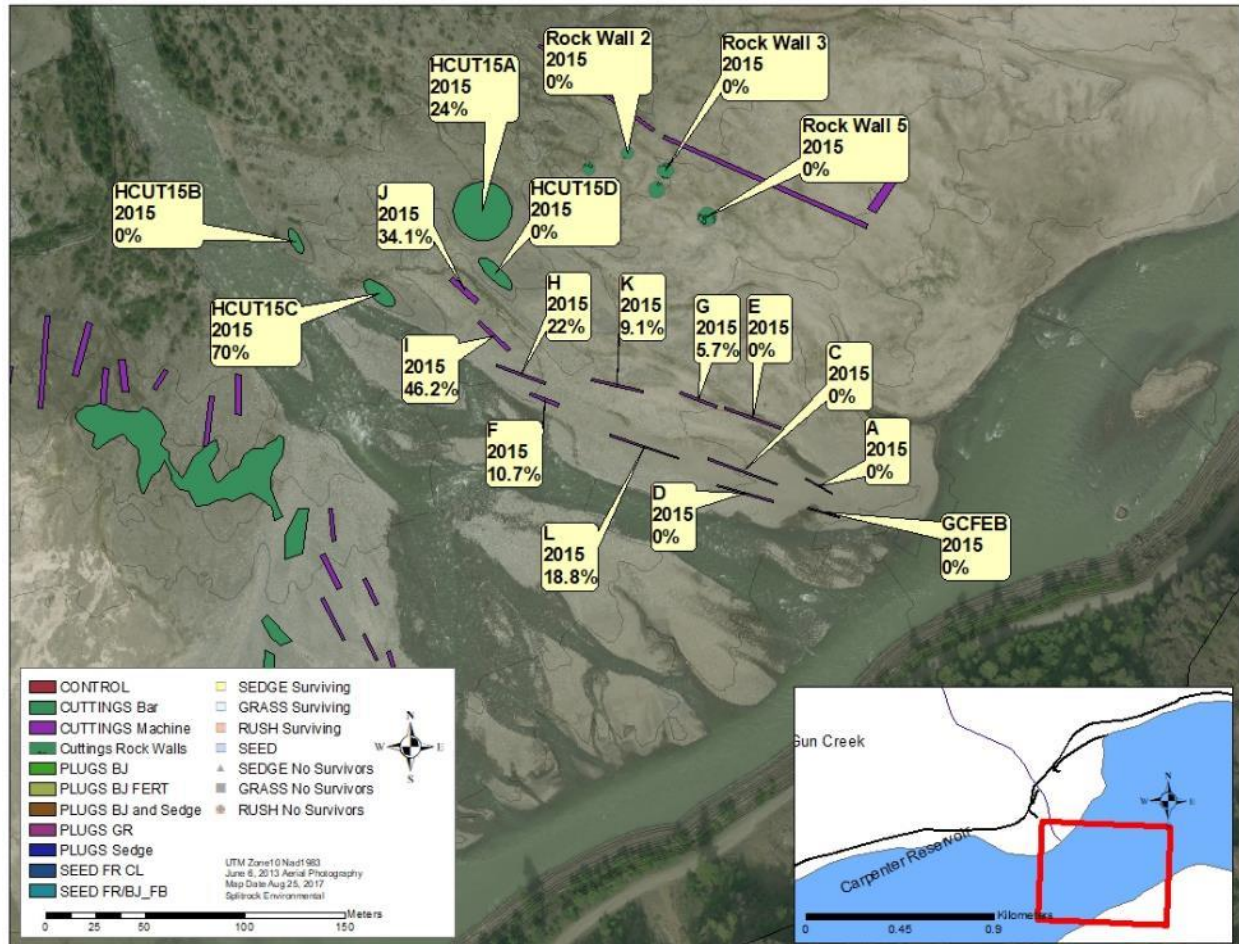 Rock Wall 2
2015
0%
Rock Wall 3
2015
0%
HCUT15A
2015
24%
Rock Wall 5
2015
0%
HCUT15B
2015
0%
J
2015
34.1%
HCUT15D
2015
0%
HCUT15C
2015
70%
H
2015
22%
K
2015
9.1%
G
2015
5.7%
E
2015
0%
C
2015
0%
I
2015
46.2%
A
2015
0%
F
2015
10.7%
L
2015
18.8%
D
2015
0%
GCFEB
2015
0%
CONTROL
CUTTINGS Bar
CUTTINGS Machine
Cuttings Rock Walls
PLUGS BJ
PLUGS BJ FERT
PLUGS BJ and Sedge
PLUGS GR
PLUGS Sedge
SEED FR CL
SEED FR/BJ_FB
SEDGE Surviving
GRASS Surviving
RUSH Surviving
SEED
SEDGE No Survivors
GRASS No Survivors
RUSH No Survivors
N
W E
S
UTM Zone10 Nad1983
June 6, 2013 Aerial Photography
Map Date Aug 25, 2017
Splitrock Environmental
Meters
0 25 50 100 150
Gun Creek
N
W E
S
Carpenter Reservoir
Kilometers
0 0.45 0.9